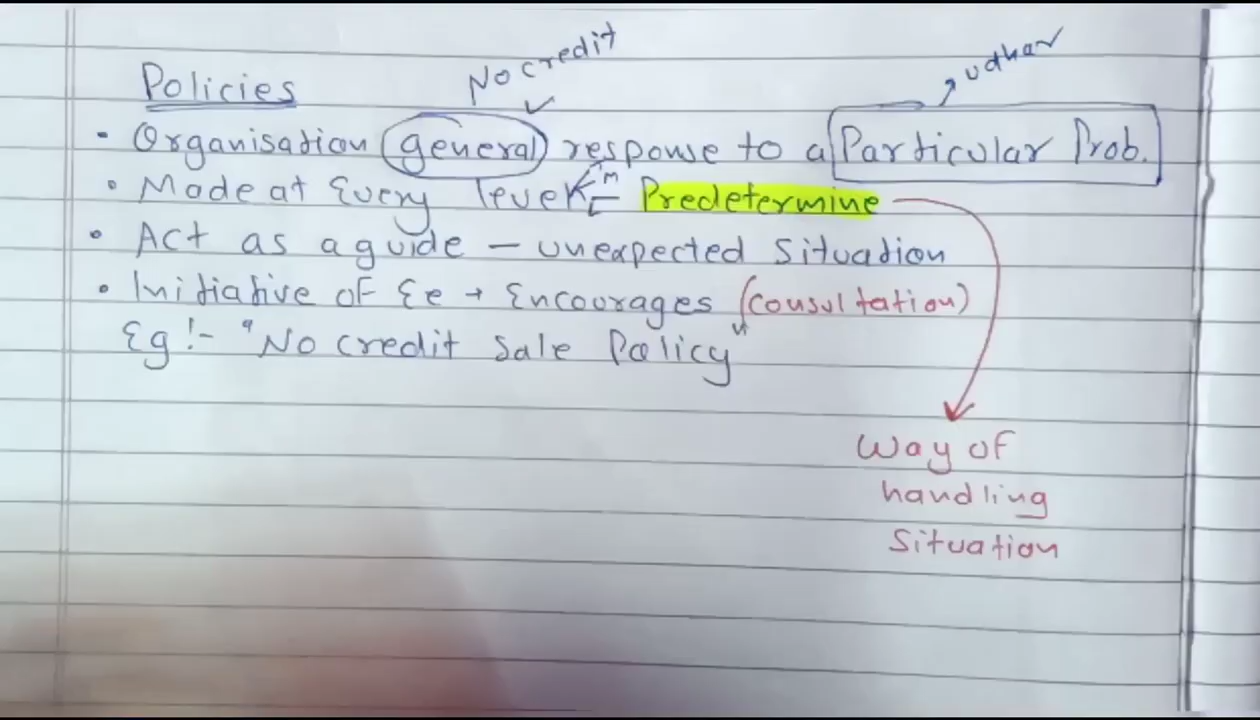 No credit
udhar
Policies
• Organisation general response to a Particular Prob.
• Made at Every level Predetermine
• Act as a guide – unexpected Situation
• Initiative of Ee → Encourages (consultation)
Eg!- "No credit Sale Policy"
Way of
handling
Situation